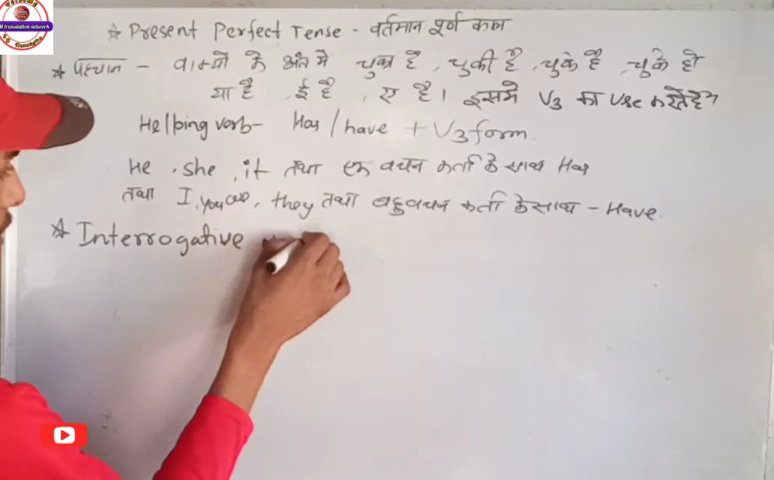 ☆ Present Perfect Tense - वर्तमान पूर्ण काल
☆ पहचान - वाक्यो के अंत मे चुका है, चुकी है, चुके है, चुके हो
या है, ई है, ए है। इसमे V3 का use करते है
Helping verb - Has / have + V3 form.
He, she, it तथा एक वचन कर्ता के साथ Has
तथा I, you, they तथा बहुवचन कर्ता के साथ - Have.
☆ Interrogative